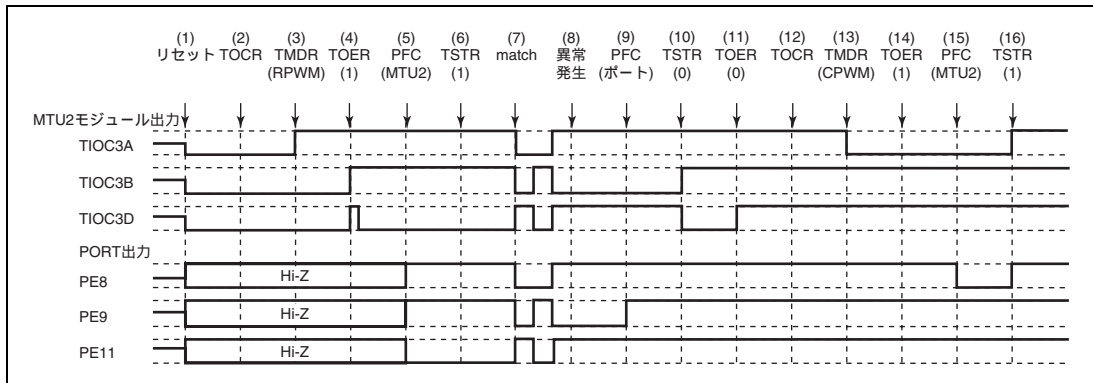 (1) (2) (3) (4) (5) (6) (7) (8) (9) (10) (11) (12) (13) (14) (15) (16)
リセット TOCR TMDR TOER PFC TSTR match 異常 PFC TSTR TOER TOCR TMDR TOER PFC TSTR
(RPWM) (1) (MTU2) (1) 発生 (ポート) (0) (0) (CPWM) (1) (MTU2) (1)
MTU2モジュール出力
TIOC3A
TIOC3B
TIOC3D
PORT出力
PE8 Hi-Z
PE9 Hi-Z
PE11 Hi-Z